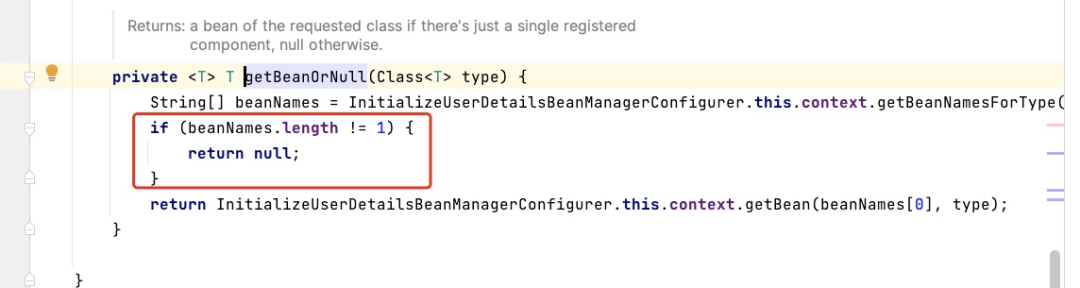 Returns: a bean of the requested class if there's just a single registered
component, null otherwise.
private <T> T getBeanOrNull(Class<T> type) {
String[] beanNames = InitializeUserDetailsBeanManagerConfigurer.this.context.getBeanNamesForType(
if (beanNames.length != 1) {
return null;
}
return InitializeUserDetailsBeanManagerConfigurer.this.context.getBean(beanNames[0], type);
}
}